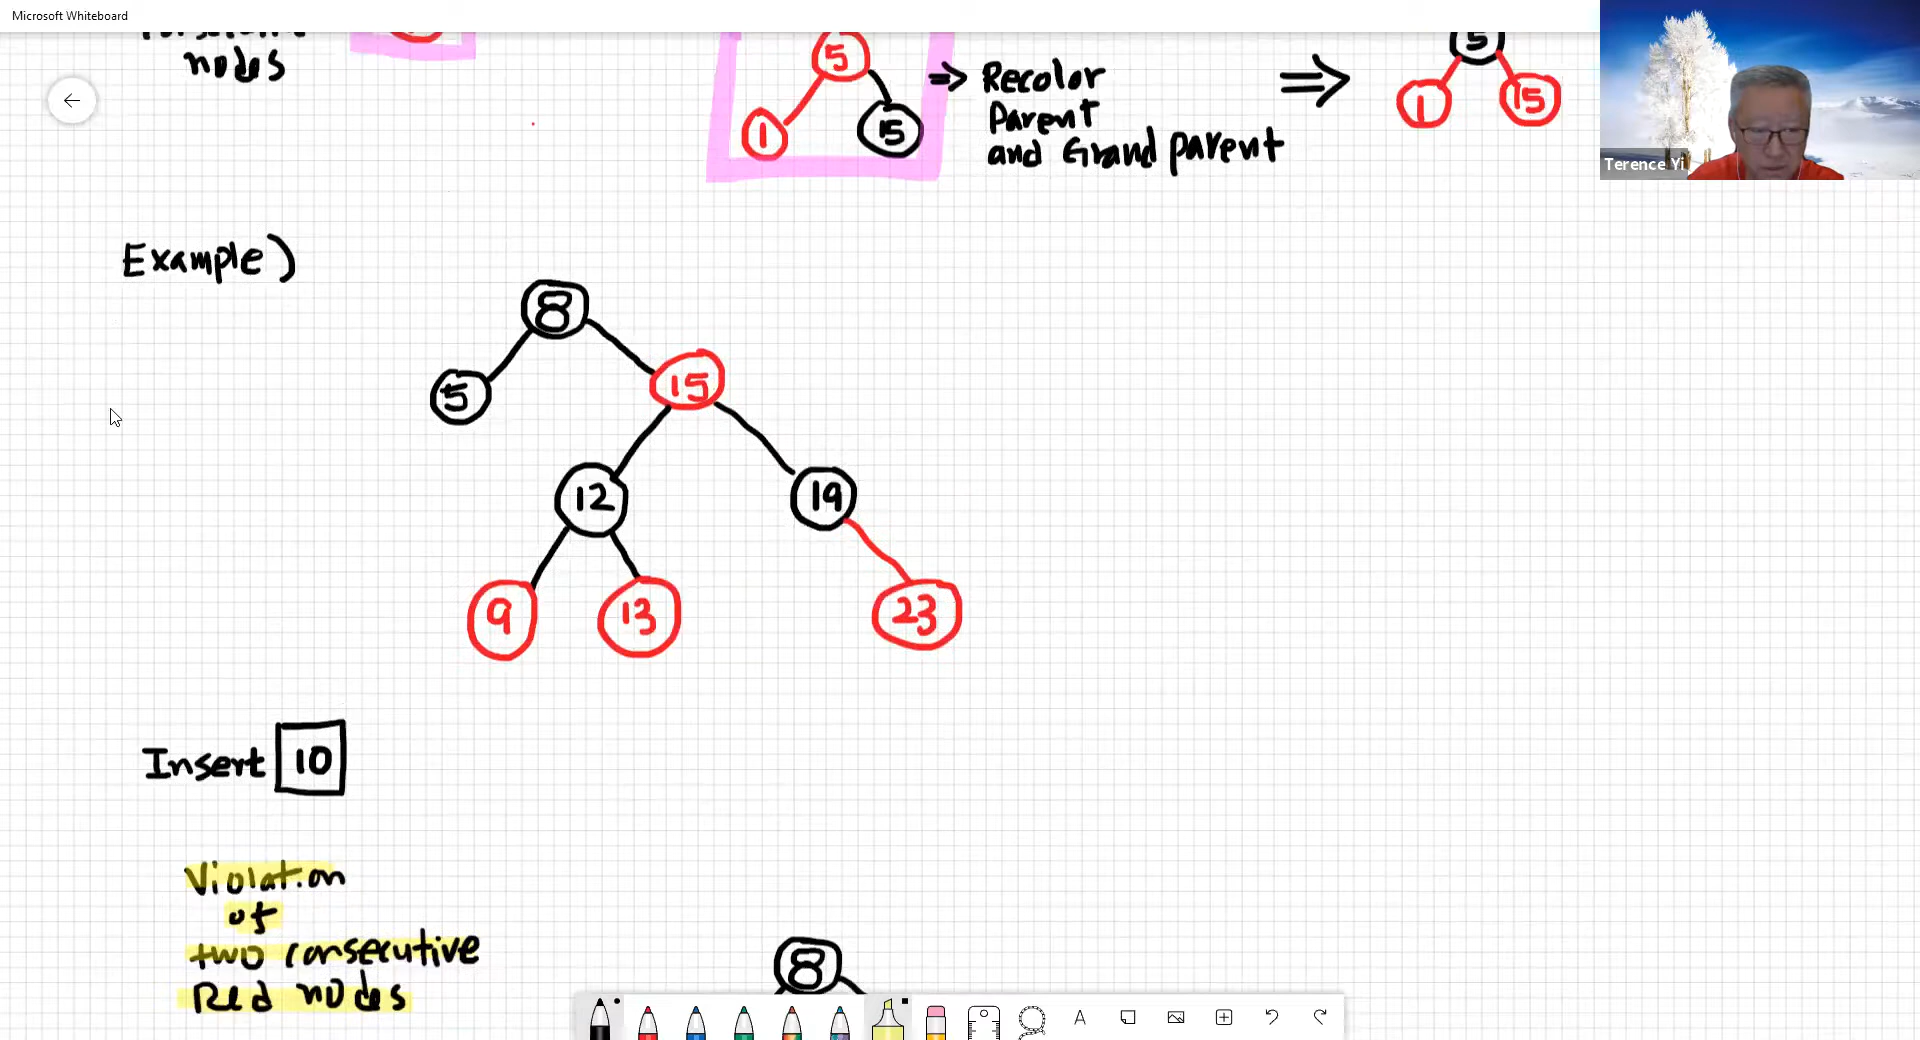 Microsoft Whiteboard
nodes
5
1
15
=> Recolor
Parent
and Grand parent
5
1
15
Terence Yi
Example)
8
5
15
12
19
9
13
23
Insert 10
Violation
of
two consecutive
Red nodes
8
A